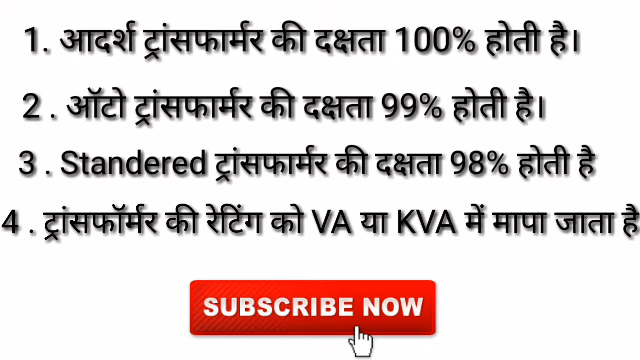 1. आदर्श ट्रांसफार्मर की दक्षता 100% होती है।
2 . ऑटो ट्रांसफार्मर की दक्षता 99% होती है।
3 . Standered ट्रांसफार्मर की दक्षता 98% होती है
4 . ट्रांसफॉर्मर की रेटिंग को VA या KVA में मापा जाता है
SUBSCRIBE NOW